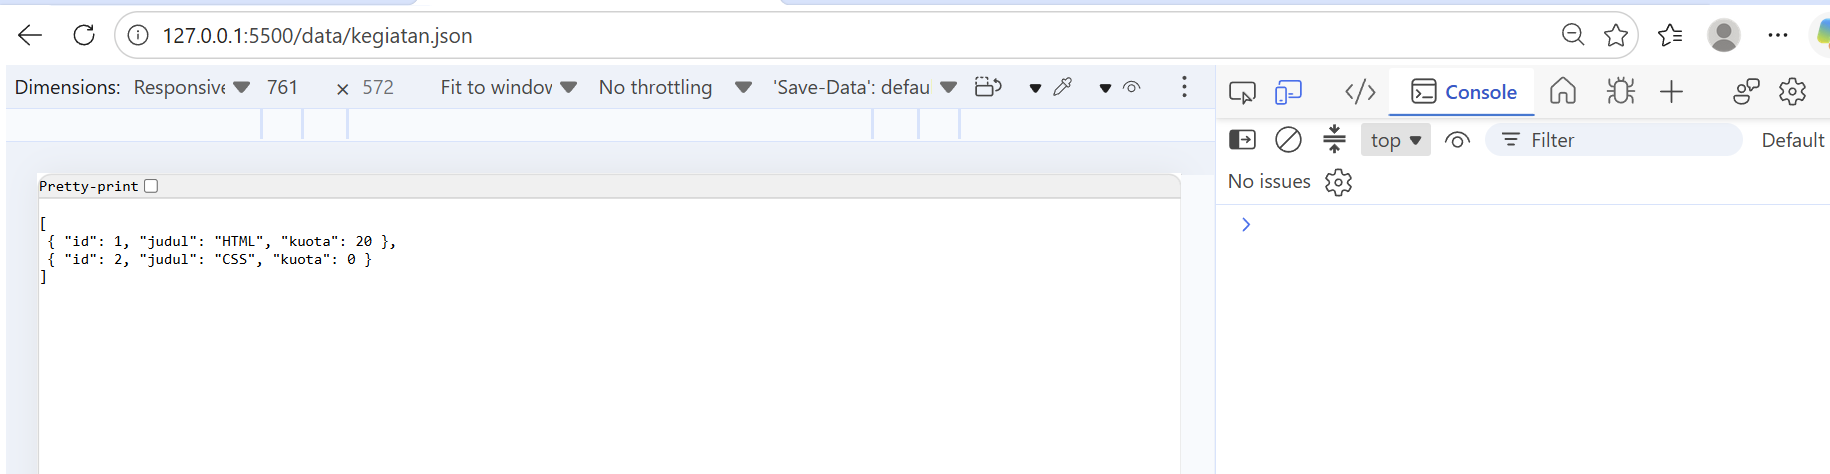 127.0.0.1:5500/data/kegiatan.json
Dimensions: Responsive 761 × 572 Fit to window No throttling 'Save-Data': defau
Console
top Filter Default
No issues
Pretty-print
[
{ "id": 1, "judul": "HTML", "kuota": 20 },
{ "id": 2, "judul": "CSS", "kuota": 0 }
]